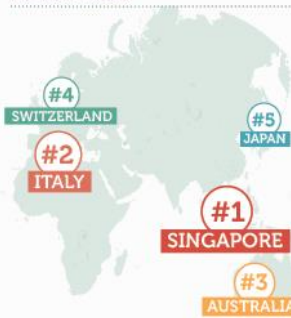 #4
SWITZERLAND
#5
JAPAN
#2
ITALY
#1
SINGAPORE
#3
AUSTRALIA